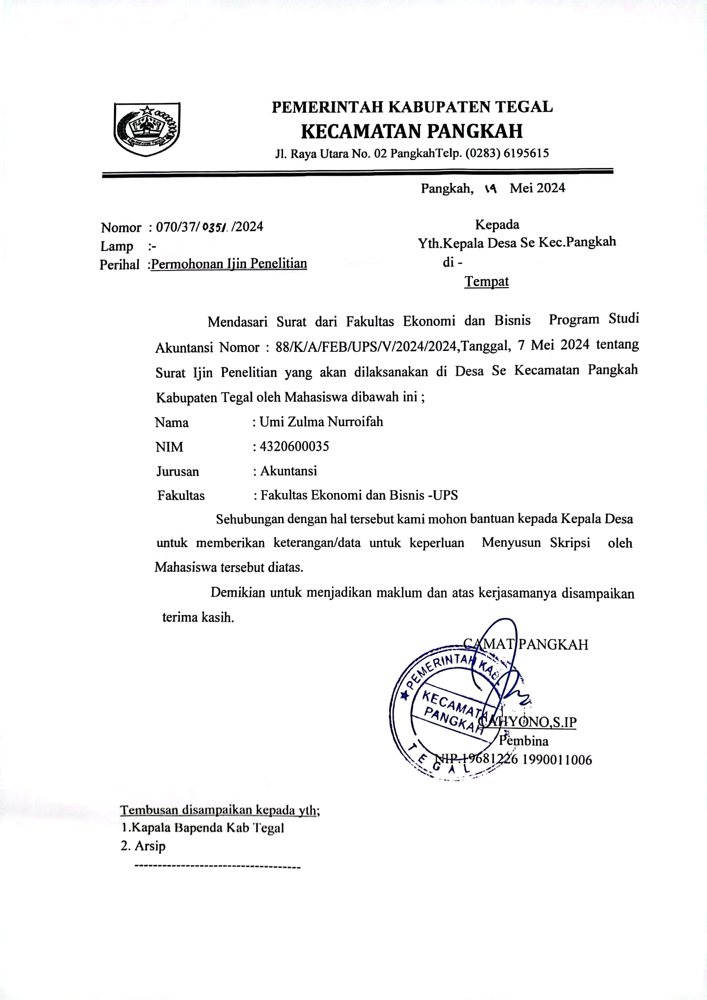 PEMERINTAH KABUPATEN TEGAL
KECAMATAN PANGKAH
Jl. Raya Utara No. 02 PangkahTelp. (0283) 6195615
Pangkah, 14 Mei 2024
Nomor : 070/37/ 0351. /2024
Lamp :-
Perihal :Permohonan Ijin Penelitian
Kepada
Yth.Kepala Desa Se Kec.Pangkah
di -
Tempat
Mendasari Surat dari Fakultas Ekonomi dan Bisnis Program Studi
Akuntansi Nomor : 88/K/A/FEB/UPS/V/2024/2024,Tanggal, 7 Mei 2024 tentang
Surat Ijin Penelitian yang akan dilaksanakan di Desa Se Kecamatan Pangkah
Kabupaten Tegal oleh Mahasiswa dibawah ini ;
Nama : Umi Zulma Nurroifah
NIM : 4320600035
Jurusan : Akuntansi
Fakultas : Fakultas Ekonomi dan Bisnis -UPS
Sehubungan dengan hal tersebut kami mohon bantuan kepada Kepala Desa
untuk memberikan keterangan/data untuk keperluan Menyusun Skripsi oleh
Mahasiswa tersebut diatas.
Demikian untuk menjadikan maklum dan atas kerjasamanya disampaikan
terima kasih.
CAMAT PANGKAH
PEMERINTAH KAB
KECAMATA
PANGKAH
TEGAL
CAHYONO,S.IP
Pembina
NIP.19681226 1990011006
Tembusan disampaikan kepada yth;
1.Kapala Bapenda Kab Tegal
2. Arsip